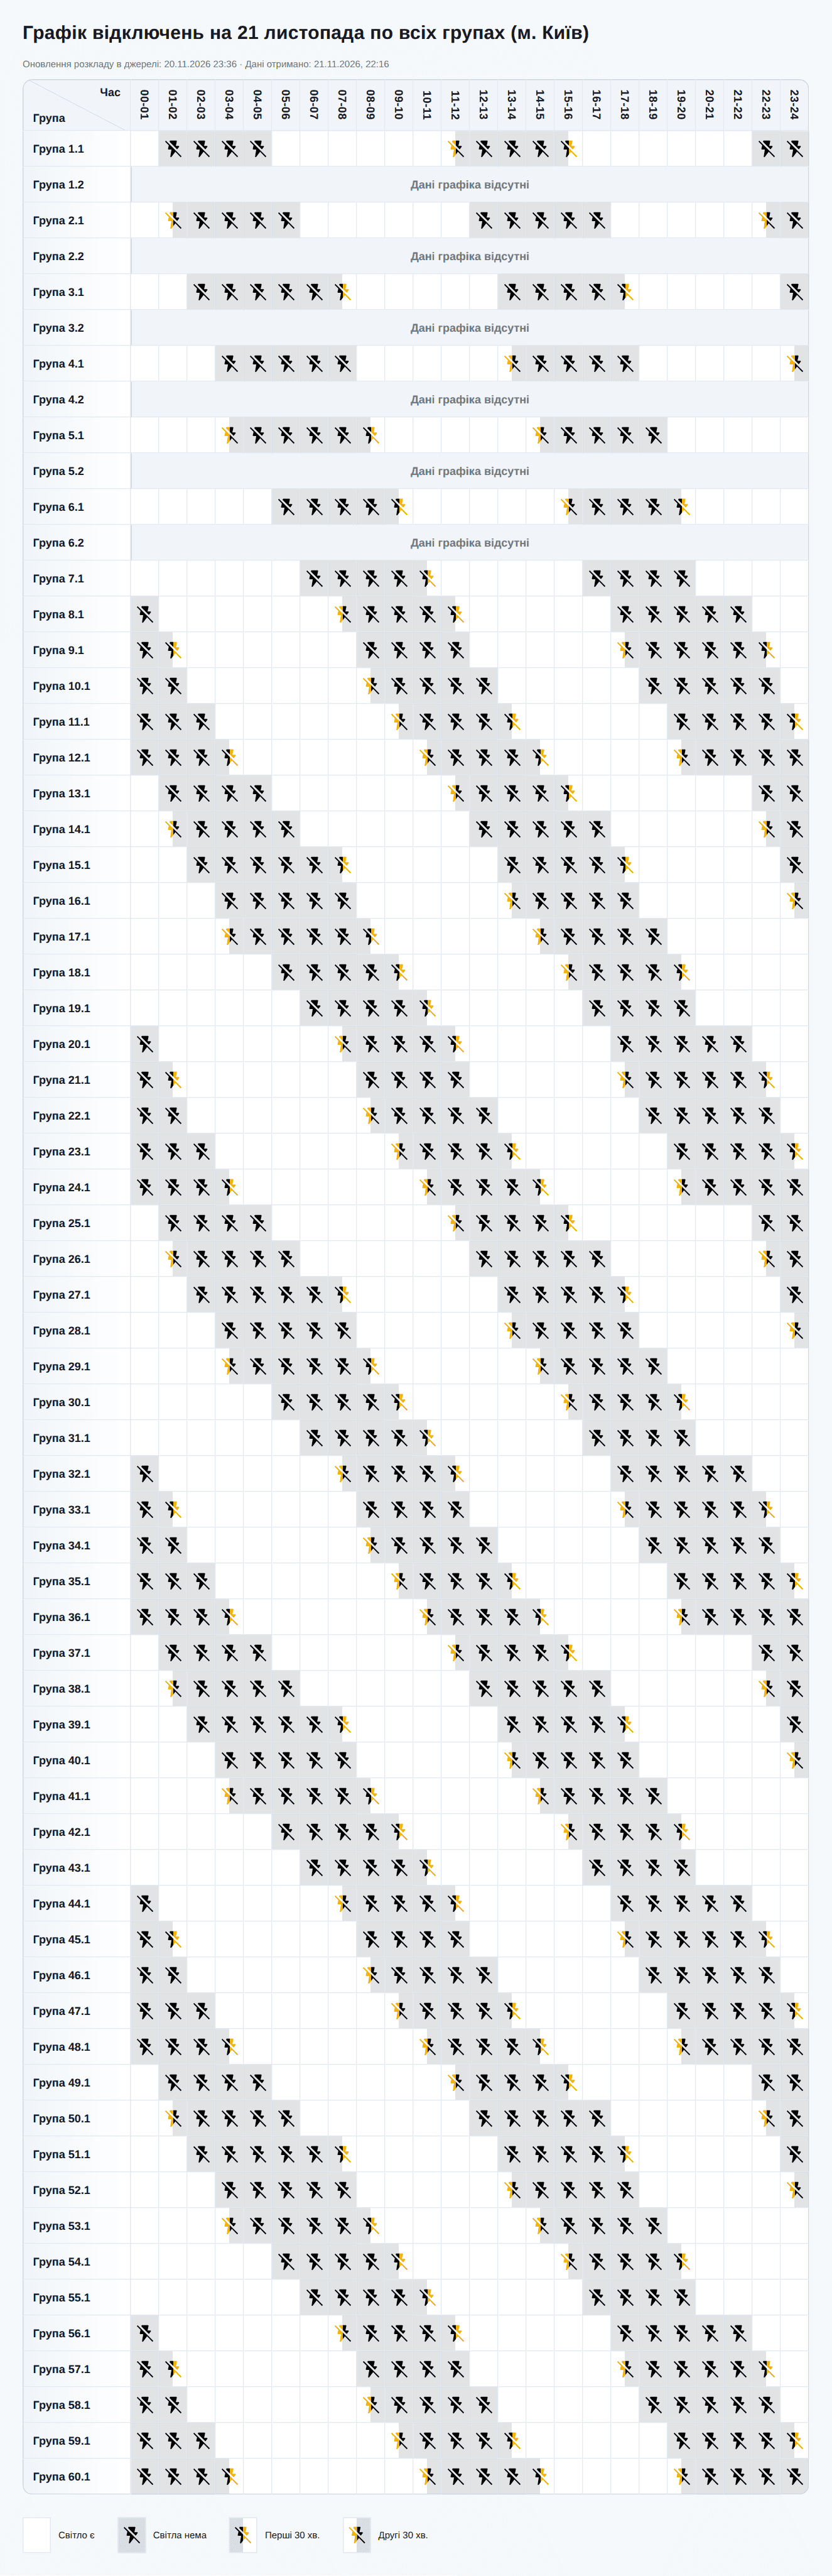 Графік відключень на 21 листопада по всіх групах (м. Київ)
Оновлення розкладу в джерелі: 20.11.2026 23:36 · Дані отримано: 21.11.2026, 22:16
Час
Група
00-01 01-02 02-03 03-04 04-05 05-06 06-07 07-08 08-09 09-10 10-11 11-12 12-13 13-14 14-15 15-16 16-17 17-18 18-19 19-20 20-21 21-22 22-23 23-24
Група 1.1
Група 1.2 Дані графіка відсутні
Група 2.1
Група 2.2 Дані графіка відсутні
Група 3.1
Група 3.2 Дані графіка відсутні
Група 4.1
Група 4.2 Дані графіка відсутні
Група 5.1
Група 5.2 Дані графіка відсутні
Група 6.1
Група 6.2 Дані графіка відсутні
Група 7.1
Група 8.1
Група 9.1
Група 10.1
Група 11.1
Група 12.1
Група 13.1
Група 14.1
Група 15.1
Група 16.1
Група 17.1
Група 18.1
Група 19.1
Група 20.1
Група 21.1
Група 22.1
Група 23.1
Група 24.1
Група 25.1
Група 26.1
Група 27.1
Група 28.1
Група 29.1
Група 30.1
Група 31.1
Група 32.1
Група 33.1
Група 34.1
Група 35.1
Група 36.1
Група 37.1
Група 38.1
Група 39.1
Група 40.1
Група 41.1
Група 42.1
Група 43.1
Група 44.1
Група 45.1
Група 46.1
Група 47.1
Група 48.1
Група 49.1
Група 50.1
Група 51.1
Група 52.1
Група 53.1
Група 54.1
Група 55.1
Група 56.1
Група 57.1
Група 58.1
Група 59.1
Група 60.1
Світло є Світла нема Перші 30 хв. Другі 30 хв.